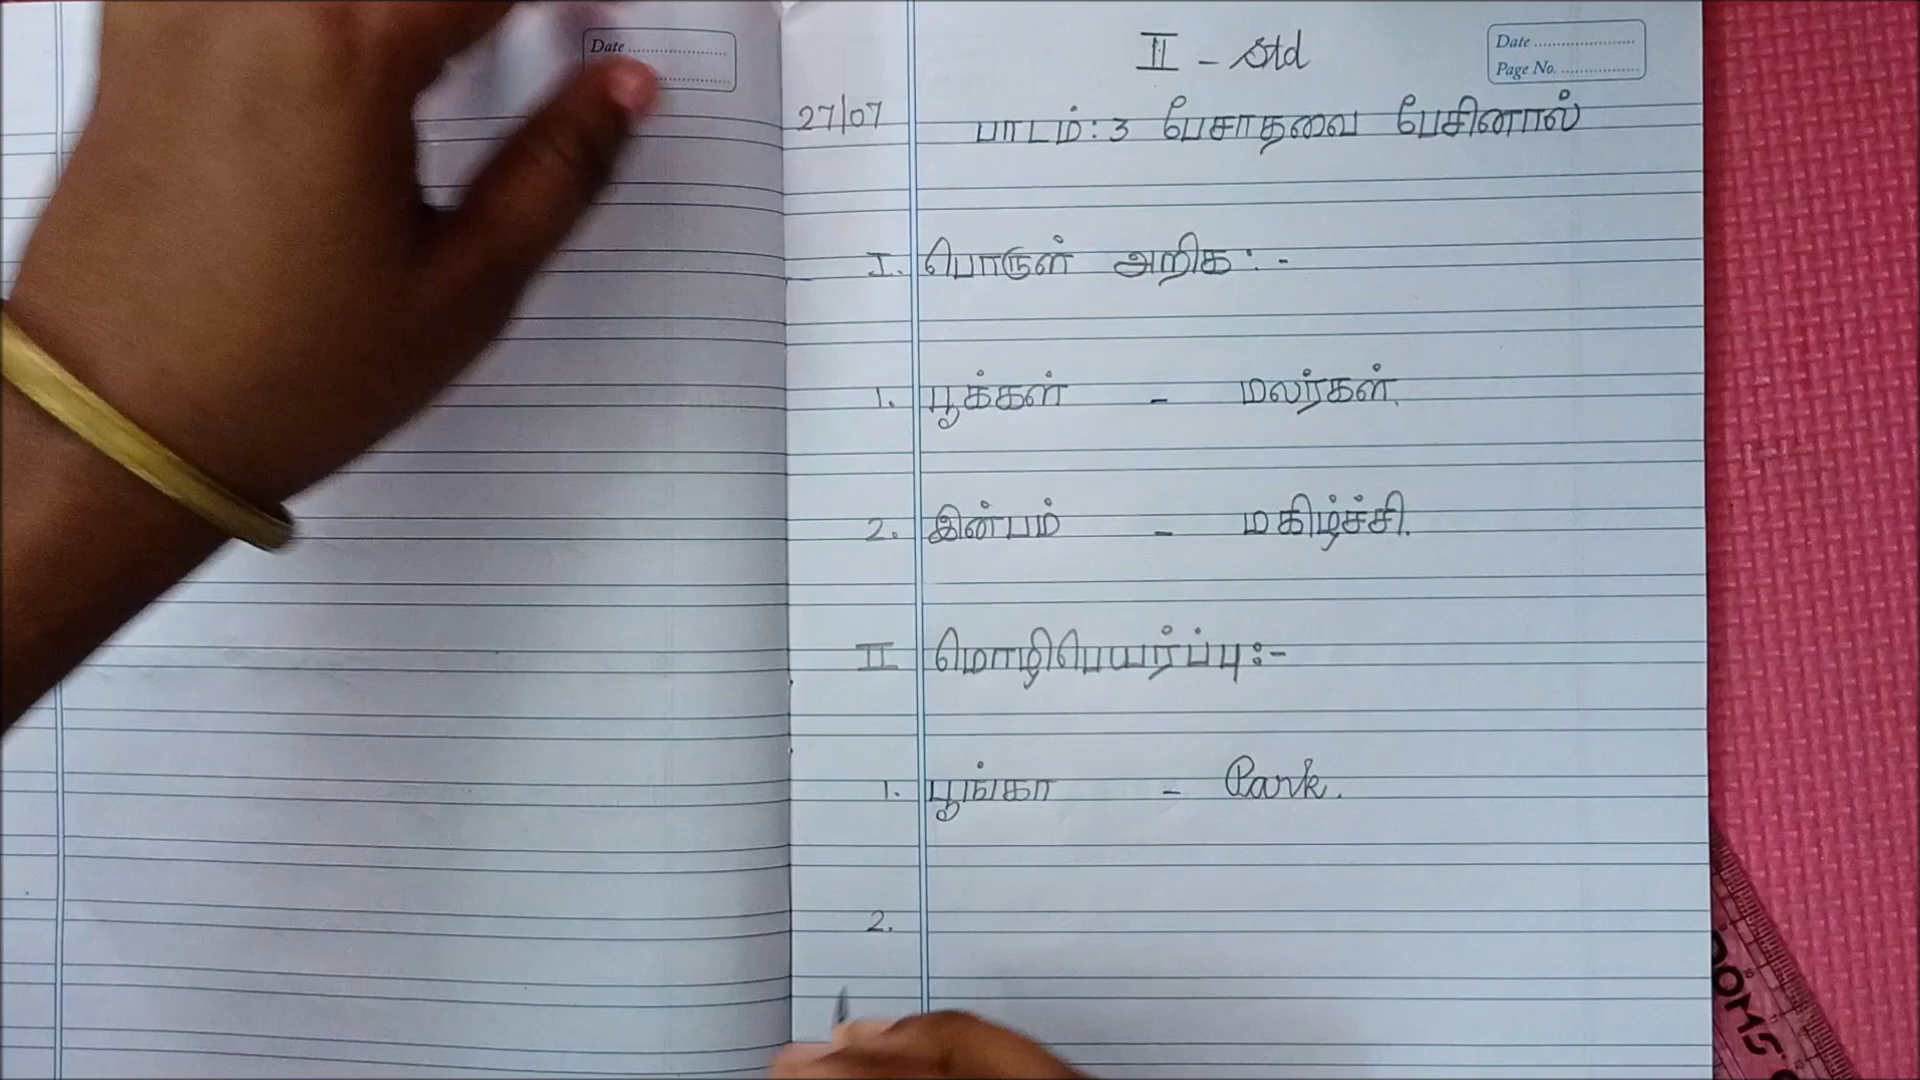 Date
II - Std
Date
Page No.
27/07
பாடம் : 3 பேசாதவை பேசினால்
I. பொருள் அறிக : -
1. பூக்கள் - மலர்கள்.
2. இன்பம் - மகிழ்ச்சி.
II மொழிபெயர்ப்பு : -
1. பூங்கா - Park.
2.
DOMS